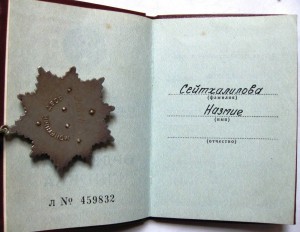 Л № 459832
Сейтхалилова
(фамилия)
Назмие
(имя)
(отчество)